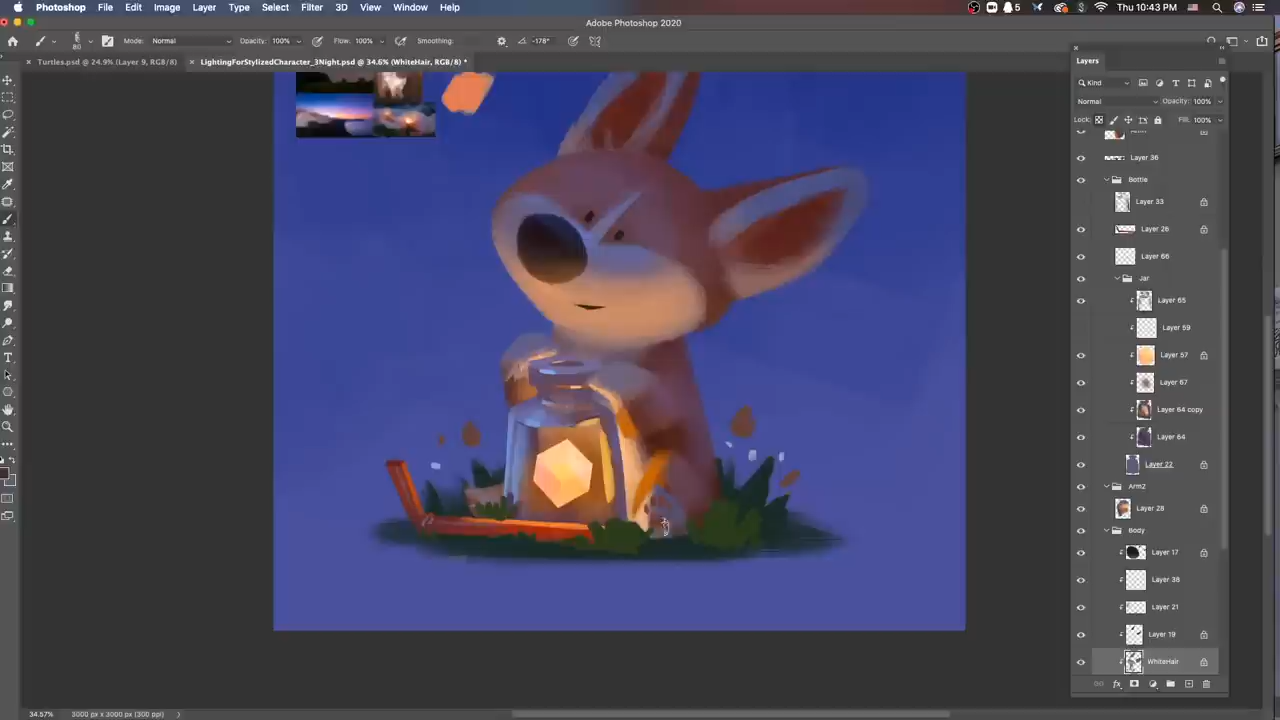 Photoshop File Edit Image Layer Type Select Filter 3D View Window Help
5 Thu 10:43 PM
Adobe Photoshop 2020
80 Mode: Normal Opacity: 100% Flow: 100% Smoothing: -178°
Turtles.psd @ 24.9% (Layer 9, RGB/8) LightingForStylizedCharacter_3Night.psd @ 34.6% (WhiteHair, RGB/8) *
Layers
Kind
Normal Opacity: 100%
Lock: Fill: 100%
Layer 36
Bottle
Layer 33
Layer 26
Layer 66
Jar
Layer 65
Layer 59
Layer 57
Layer 67
Layer 64 copy
Layer 64
Layer 22
Arm2
Layer 28
Body
Layer 17
Layer 38
Layer 21
Layer 19
WhiteHair
fx
34.57% 3000 px x 3000 px (300 ppi)